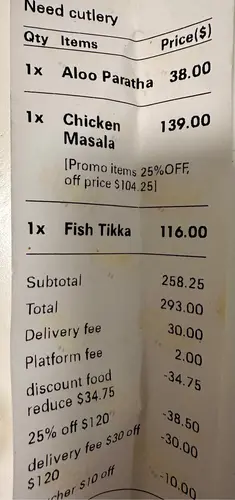 Need cutlery
Qty Items Price($)
1x Aloo Paratha 38.00
1x Chicken 139.00
Masala
[Promo items 25%OFF,
off price $104.25]
1x Fish Tikka 116.00
Subtotal 258.25
Total 293.00
Delivery fee 30.00
Platform fee 2.00
discount food -34.75
reduce $34.75
25% off $120 -38.50
delivery fee $30 off -30.00
$120
cher $10 off -10.00